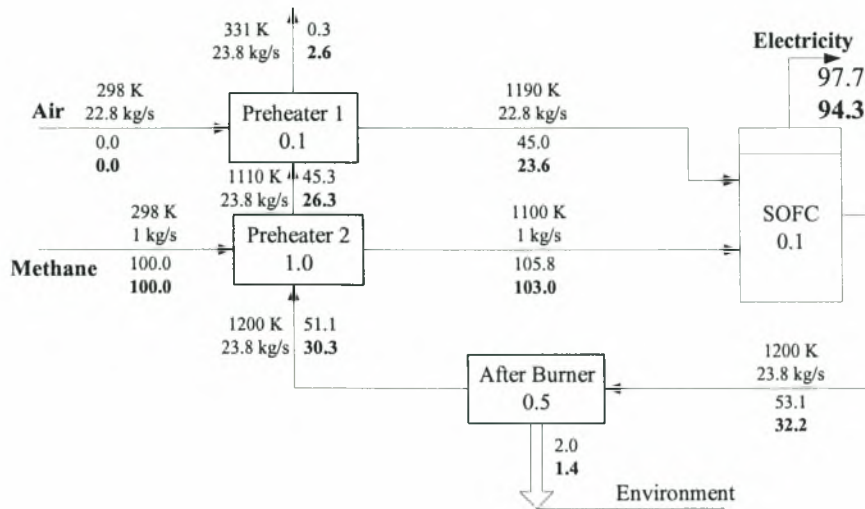 331 K 0.3
23.8 kg/s 2.6
Electricity
97.7
94.3
298 K
22.8 kg/s
Air
0.0
0.0
Preheater 1
0.1
1190 K
22.8 kg/s
45.0
23.6
1110 K 45.3
23.8 kg/s 26.3
298 K
1 kg/s
Methane
100.0
100.0
Preheater 2
1.0
1100 K
1 kg/s
105.8
103.0
SOFC
0.1
1200 K 51.1
23.8 kg/s 30.3
After Burner
0.5
1200 K
23.8 kg/s
53.1
32.2
2.0
1.4
Environment